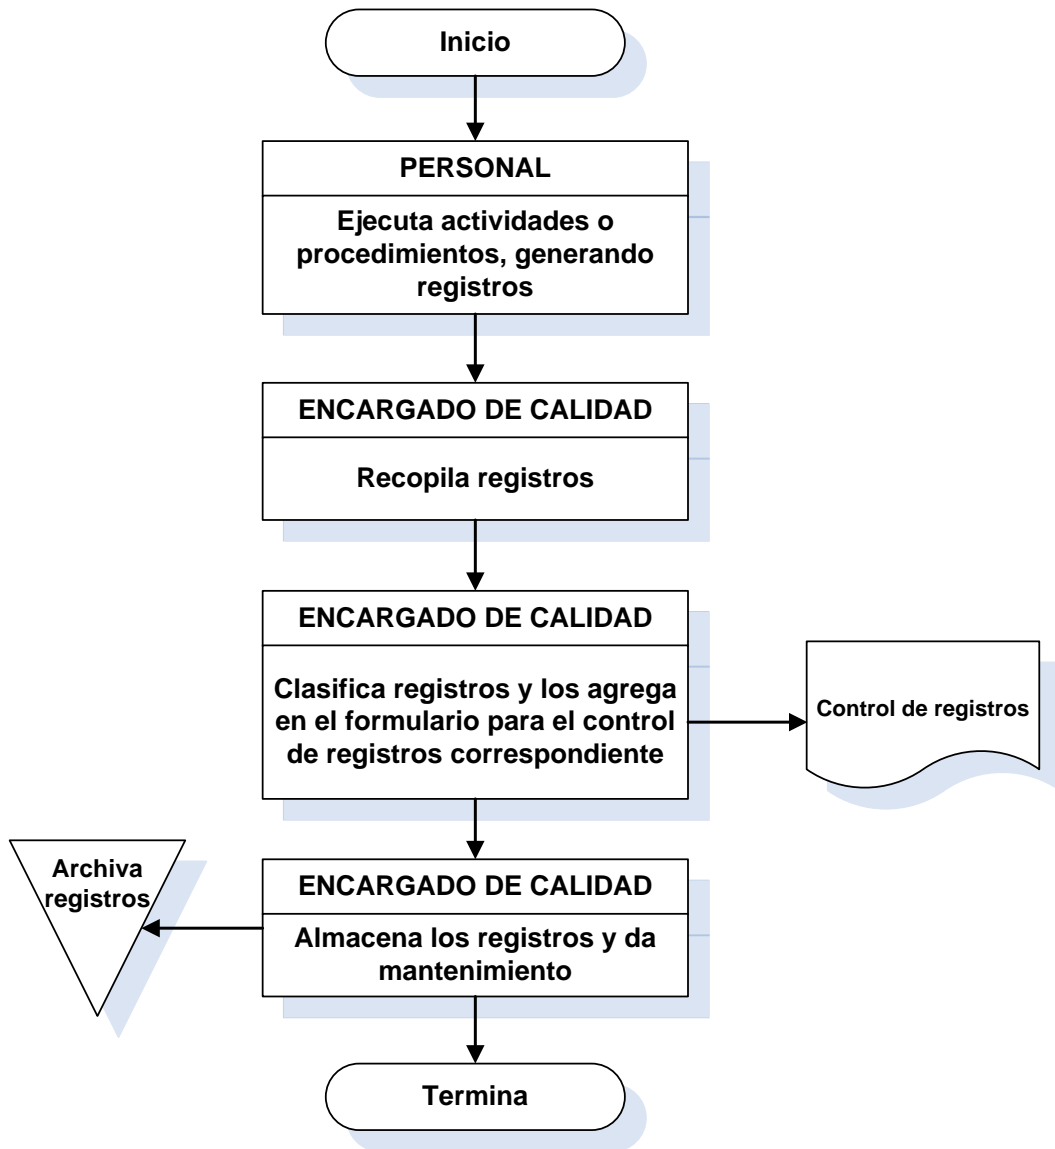 Inicio
PERSONAL
Ejecuta actividades o
procedimientos, generando
registros
ENCARGADO DE CALIDAD
Recopila registros
ENCARGADO DE CALIDAD
Clasifica registros y los agrega
en el formulario para el control
de registros correspondiente
Control de registros
ENCARGADO DE CALIDAD
Almacena los registros y da
mantenimiento
Archiva
registros
Termina